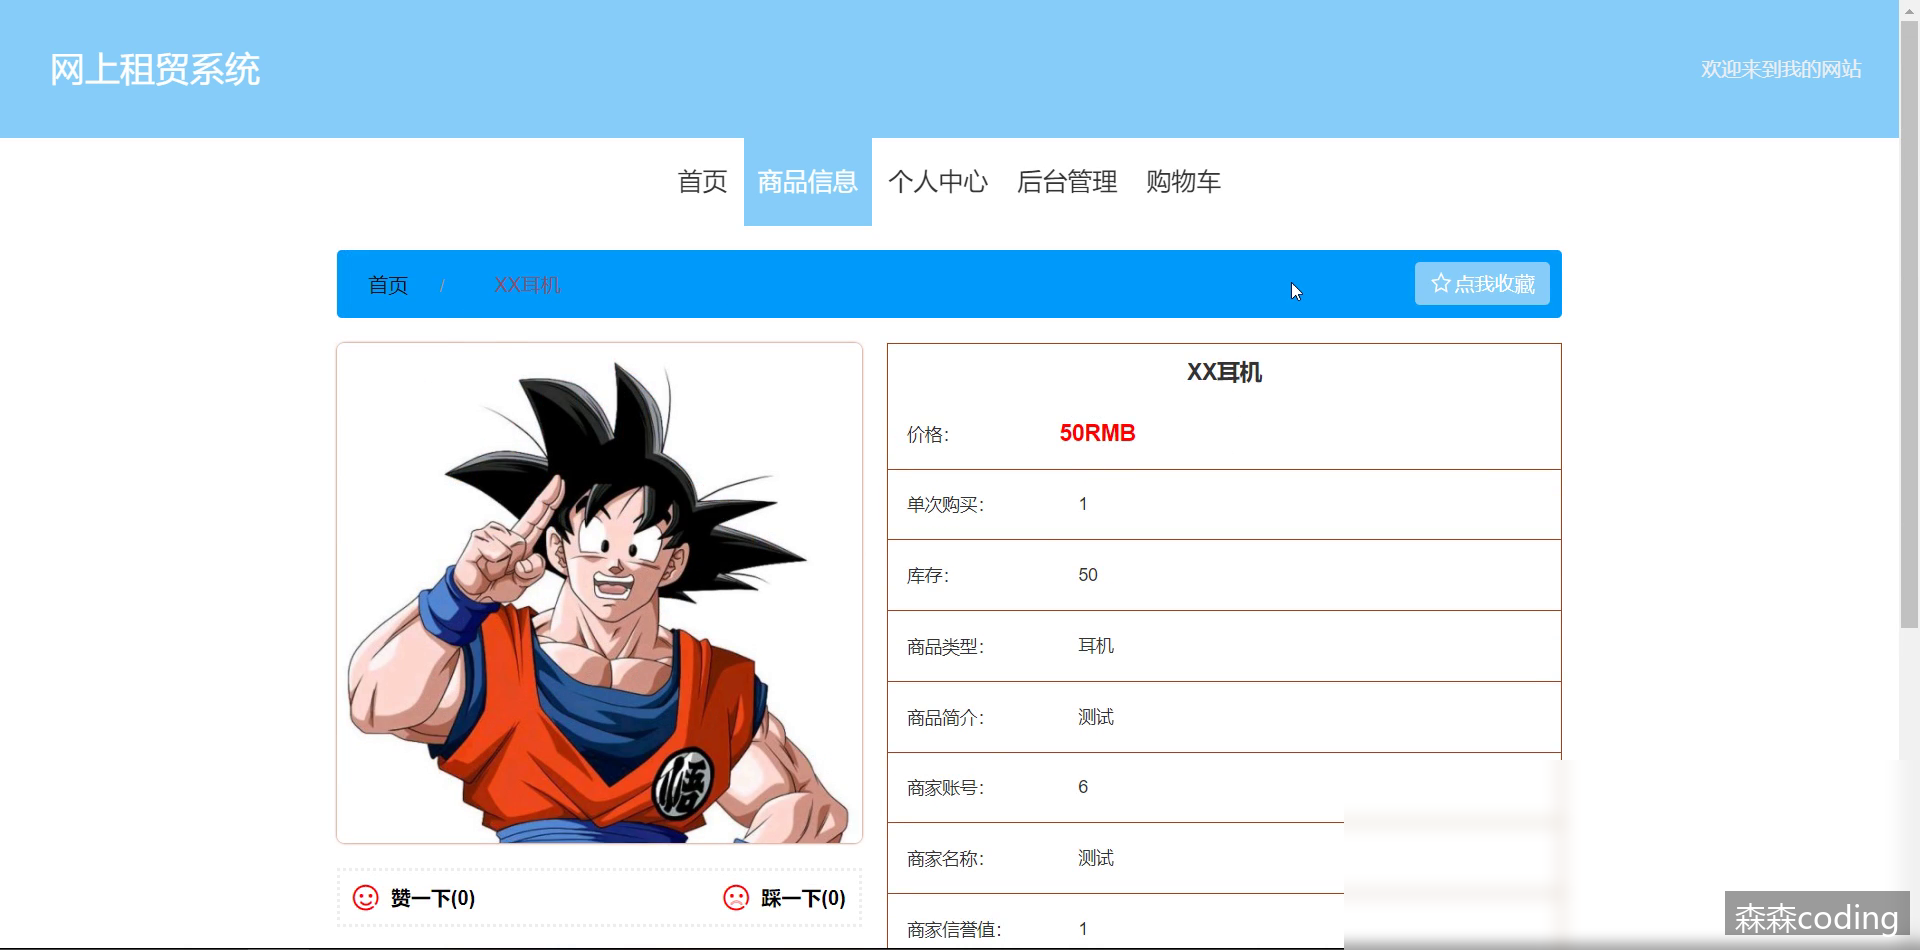 网上租贸系统
欢迎来到我的网站
首页 商品信息 个人中心 后台管理 购物车
首页 / XX耳机 点我收藏
XX耳机
价格: 50RMB
单次购买: 1
库存: 50
商品类型: 耳机
商品简介: 测试
商家账号: 6
商家名称: 测试
商家信誉值: 1
悟
赞一下(0) 踩一下(0)
森森coding